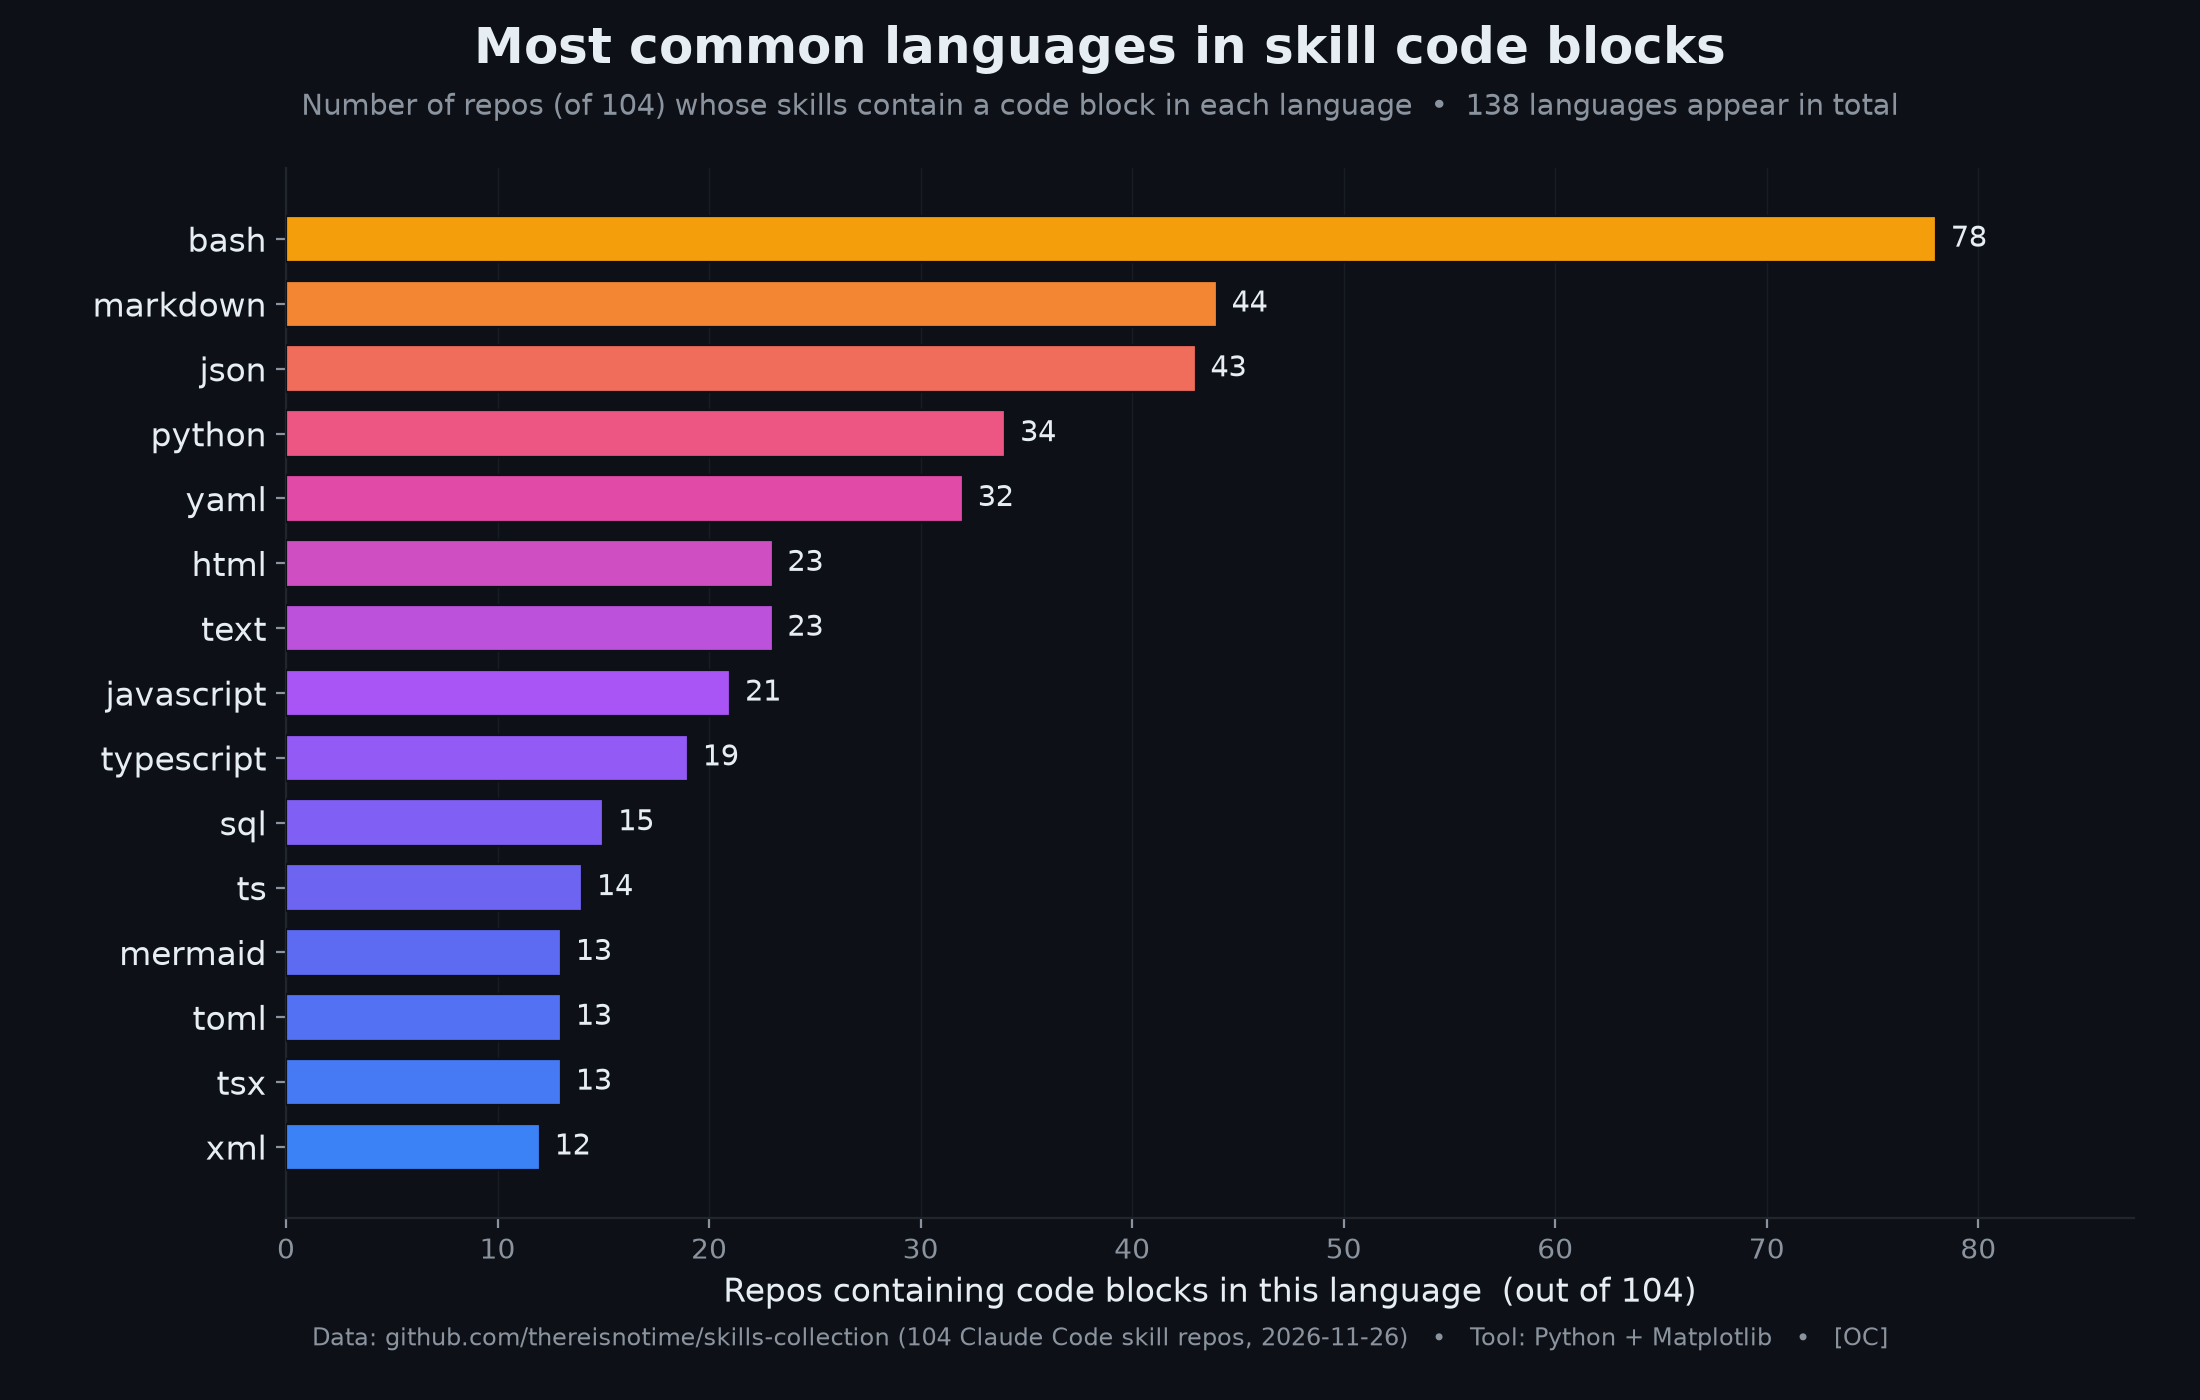 Most common languages in skill code blocks
Number of repos (of 104) whose skills contain a code block in each language • 138 languages appear in total
bash 78
markdown 44
json 43
python 34
yaml 32
html 23
text 23
javascript 21
typescript 19
sql 15
ts 14
mermaid 13
toml 13
tsx 13
xml 12
0 10 20 30 40 50 60 70 80
Repos containing code blocks in this language (out of 104)
Data: github.com/thereisnotime/skills-collection (104 Claude Code skill repos, 2026-11-26) • Tool: Python + Matplotlib • [OC]